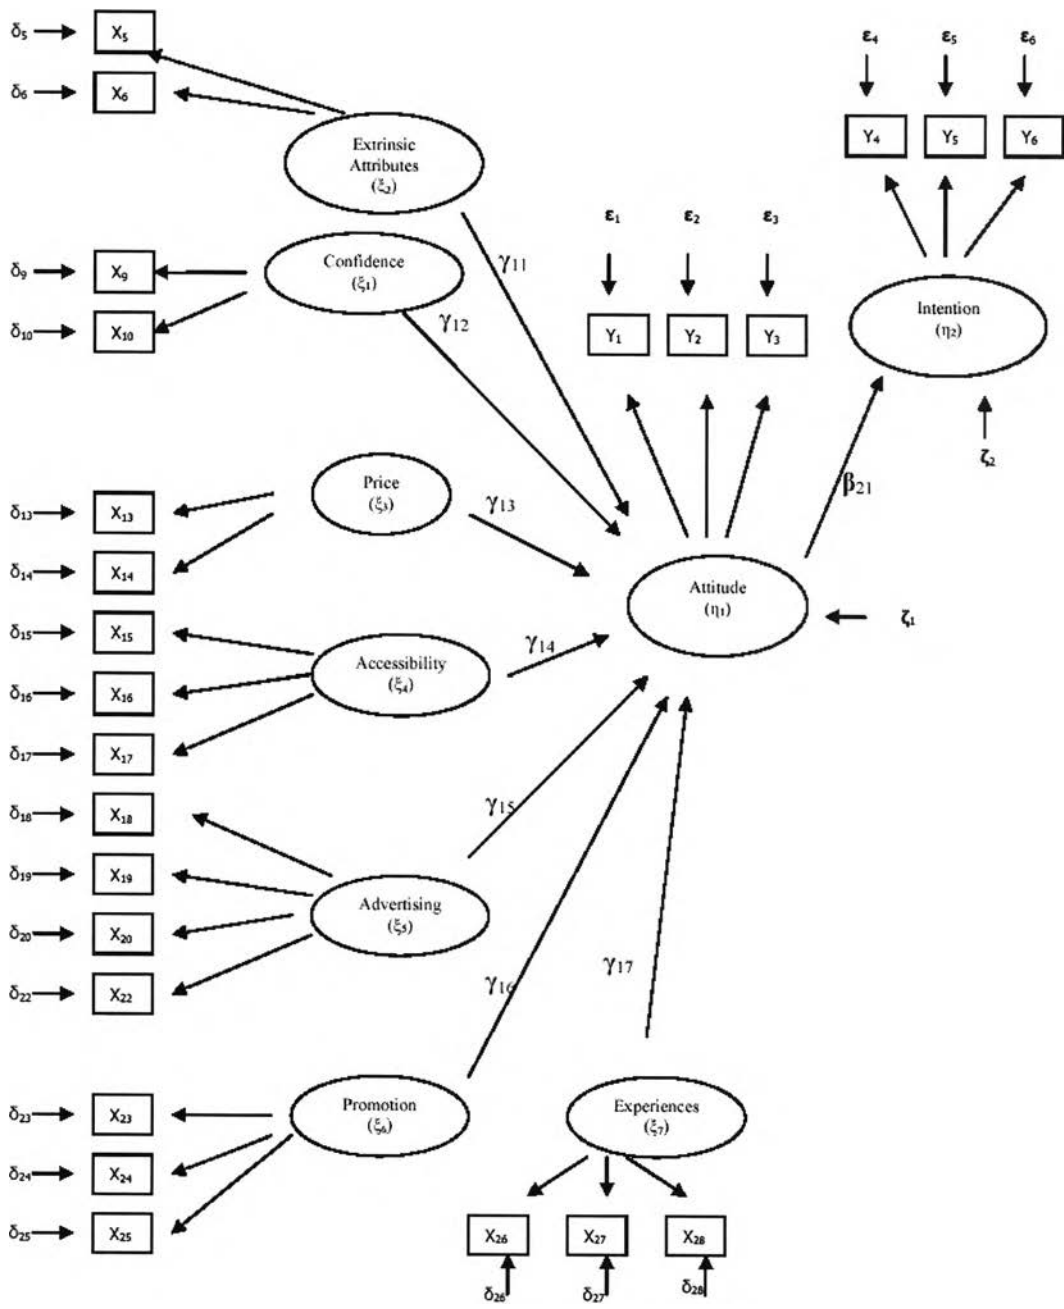 δ₅ X₅
δ₆ X₆
Extrinsic
Attributes
(ξ₂)
ε₄ ε₅ ε₆
Y₄ Y₅ Y₆
δ₉ X₉
δ₁₀ X₁₀
Confidence
(ξ₁)
γ₁₁
γ₁₂
ε₁ ε₂ ε₃
Y₁ Y₂ Y₃
Intention
(η₂)
ζ₂
β₂₁
Price
(ξ₃)
γ₁₃
δ₁₃ X₁₃
δ₁₄ X₁₄
Attitude
(η₁)
ζ₁
δ₁₅ X₁₅
δ₁₆ X₁₆
δ₁₇ X₁₇
Accessibility
(ξ₄)
γ₁₄
δ₁₈ X₁₈
δ₁₉ X₁₉
δ₂₀ X₂₀
δ₂₂ X₂₂
Advertising
(ξ₅)
γ₁₅
γ₁₆
γ₁₇
δ₂₃ X₂₃
δ₂₄ X₂₄
δ₂₅ X₂₅
Promotion
(ξ₆)
Experiences
(ξ₇)
X₂₆ X₂₇ X₂₈
δ₂₆ δ₂₇ δ₂₈